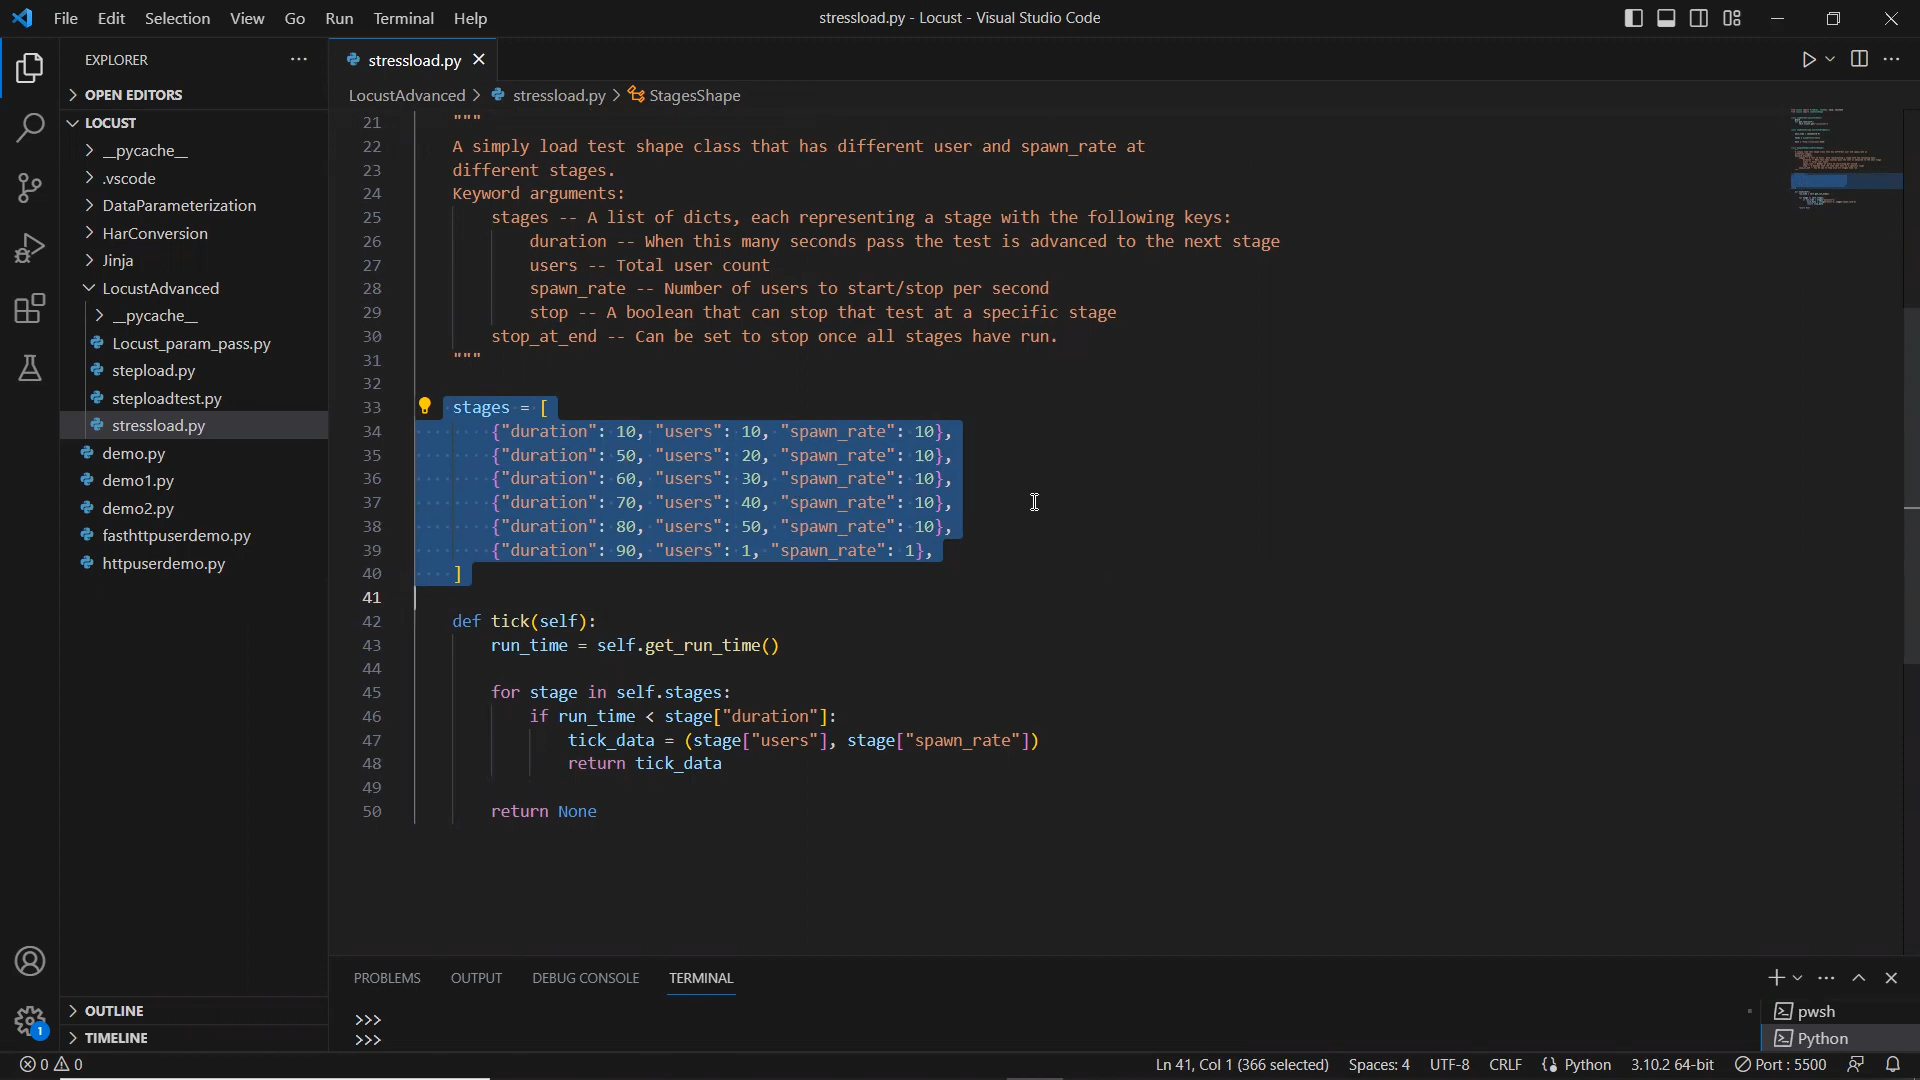 File Edit Selection View Go Run Terminal Help
stressload.py - Locust - Visual Studio Code
EXPLORER
OPEN EDITORS
LOCUST
__pycache__
.vscode
DataParameterization
HarConversion
Jinja
LocustAdvanced
__pycache__
Locust_param_pass.py
stepload.py
steploadtest.py
stressload.py
demo.py
demo1.py
demo2.py
fasthttpuserdemo.py
httpuserdemo.py
OUTLINE
TIMELINE
1
stressload.py
LocustAdvanced > stressload.py > StagesShape
21 """
22 A simply load test shape class that has different user and spawn_rate at
23 different stages.
24 Keyword arguments:
25 stages -- A list of dicts, each representing a stage with the following keys:
26 duration -- When this many seconds pass the test is advanced to the next stage
27 users -- Total user count
28 spawn_rate -- Number of users to start/stop per second
29 stop -- A boolean that can stop that test at a specific stage
30 stop_at_end -- Can be set to stop once all stages have run.
31 """
32
33 stages = [
34 {"duration": 10, "users": 10, "spawn_rate": 10},
35 {"duration": 50, "users": 20, "spawn_rate": 10},
36 {"duration": 60, "users": 30, "spawn_rate": 10},
37 {"duration": 70, "users": 40, "spawn_rate": 10},
38 {"duration": 80, "users": 50, "spawn_rate": 10},
39 {"duration": 90, "users": 1, "spawn_rate": 1},
40 ]
41
42 def tick(self):
43 run_time = self.get_run_time()
44
45 for stage in self.stages:
46 if run_time < stage["duration"]:
47 tick_data = (stage["users"], stage["spawn_rate"])
48 return tick_data
49
50 return None
PROBLEMS OUTPUT DEBUG CONSOLE TERMINAL
>>>
>>>
pwsh
Python
0 0
Ln 41, Col 1 (366 selected) Spaces: 4 UTF-8 CRLF Python 3.10.2 64-bit Port : 5500